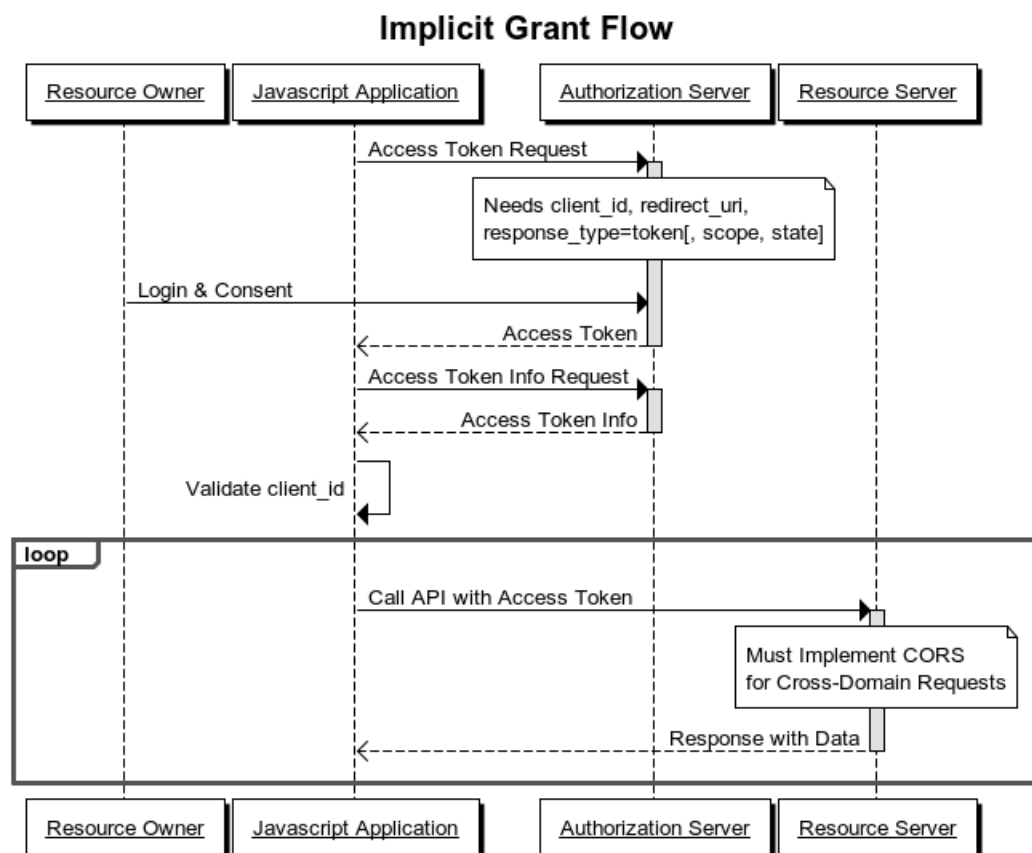 Implicit Grant Flow
Resource Owner
Javascript Application
Authorization Server
Resource Server
Access Token Request
Needs client_id, redirect_uri,
response_type=token[, scope, state]
Login & Consent
Access Token
Access Token Info Request
Access Token Info
Validate client_id
loop
Call API with Access Token
Must Implement CORS
for Cross-Domain Requests
Response with Data
Resource Owner
Javascript Application
Authorization Server
Resource Server